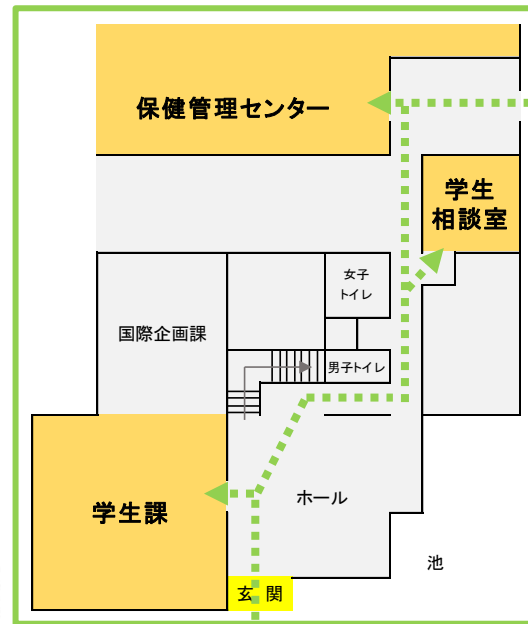 保健管理センター
学生
相談室
女子
トイレ
国際企画課
男子トイレ
学生課
ホール
池
玄 関